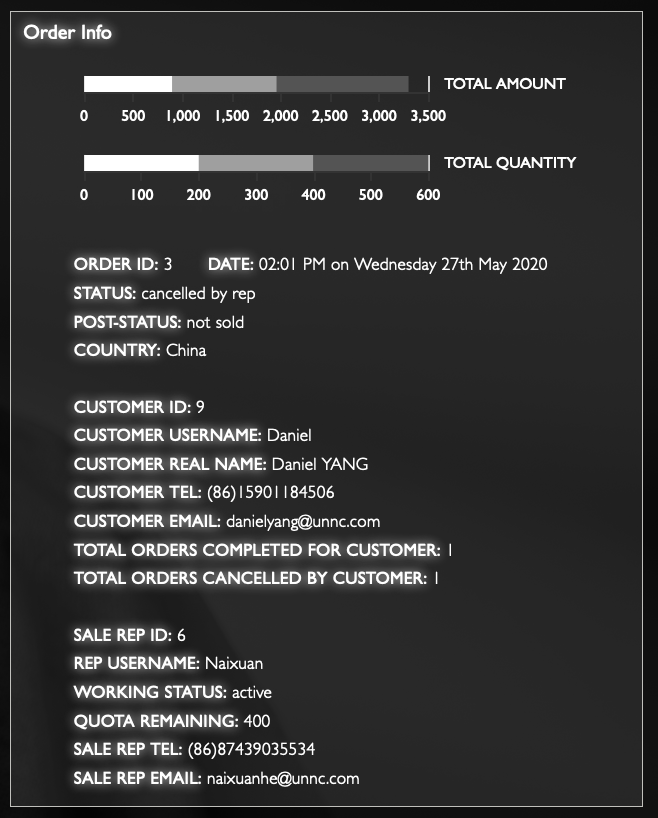 Order Info
TOTAL AMOUNT
0 500 1,000 1,500 2,000 2,500 3,000 3,500
TOTAL QUANTITY
0 100 200 300 400 500 600
ORDER ID: 3 DATE: 02:01 PM on Wednesday 27th May 2020
STATUS: cancelled by rep
POST-STATUS: not sold
COUNTRY: China
CUSTOMER ID: 9
CUSTOMER USERNAME: Daniel
CUSTOMER REAL NAME: Daniel YANG
CUSTOMER TEL: (86)15901184506
CUSTOMER EMAIL: danielyang@unnc.com
TOTAL ORDERS COMPLETED FOR CUSTOMER: 1
TOTAL ORDERS CANCELLED BY CUSTOMER: 1
SALE REP ID: 6
REP USERNAME: Naixuan
WORKING STATUS: active
QUOTA REMAINING: 400
SALE REP TEL: (86)87439035534
SALE REP EMAIL: naixuanhe@unnc.com